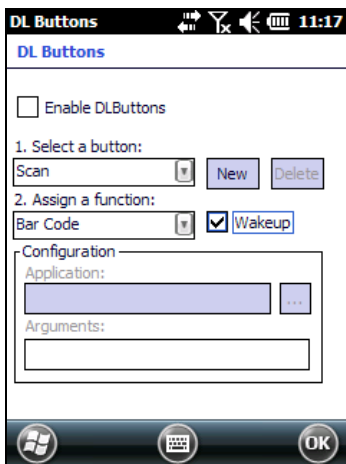 DL Buttons 11:17
DL Buttons
Enable DLButtons
1. Select a button:
Scan New Delete
2. Assign a function:
Bar Code Wakeup
Configuration
Application:
...
Arguments:
OK